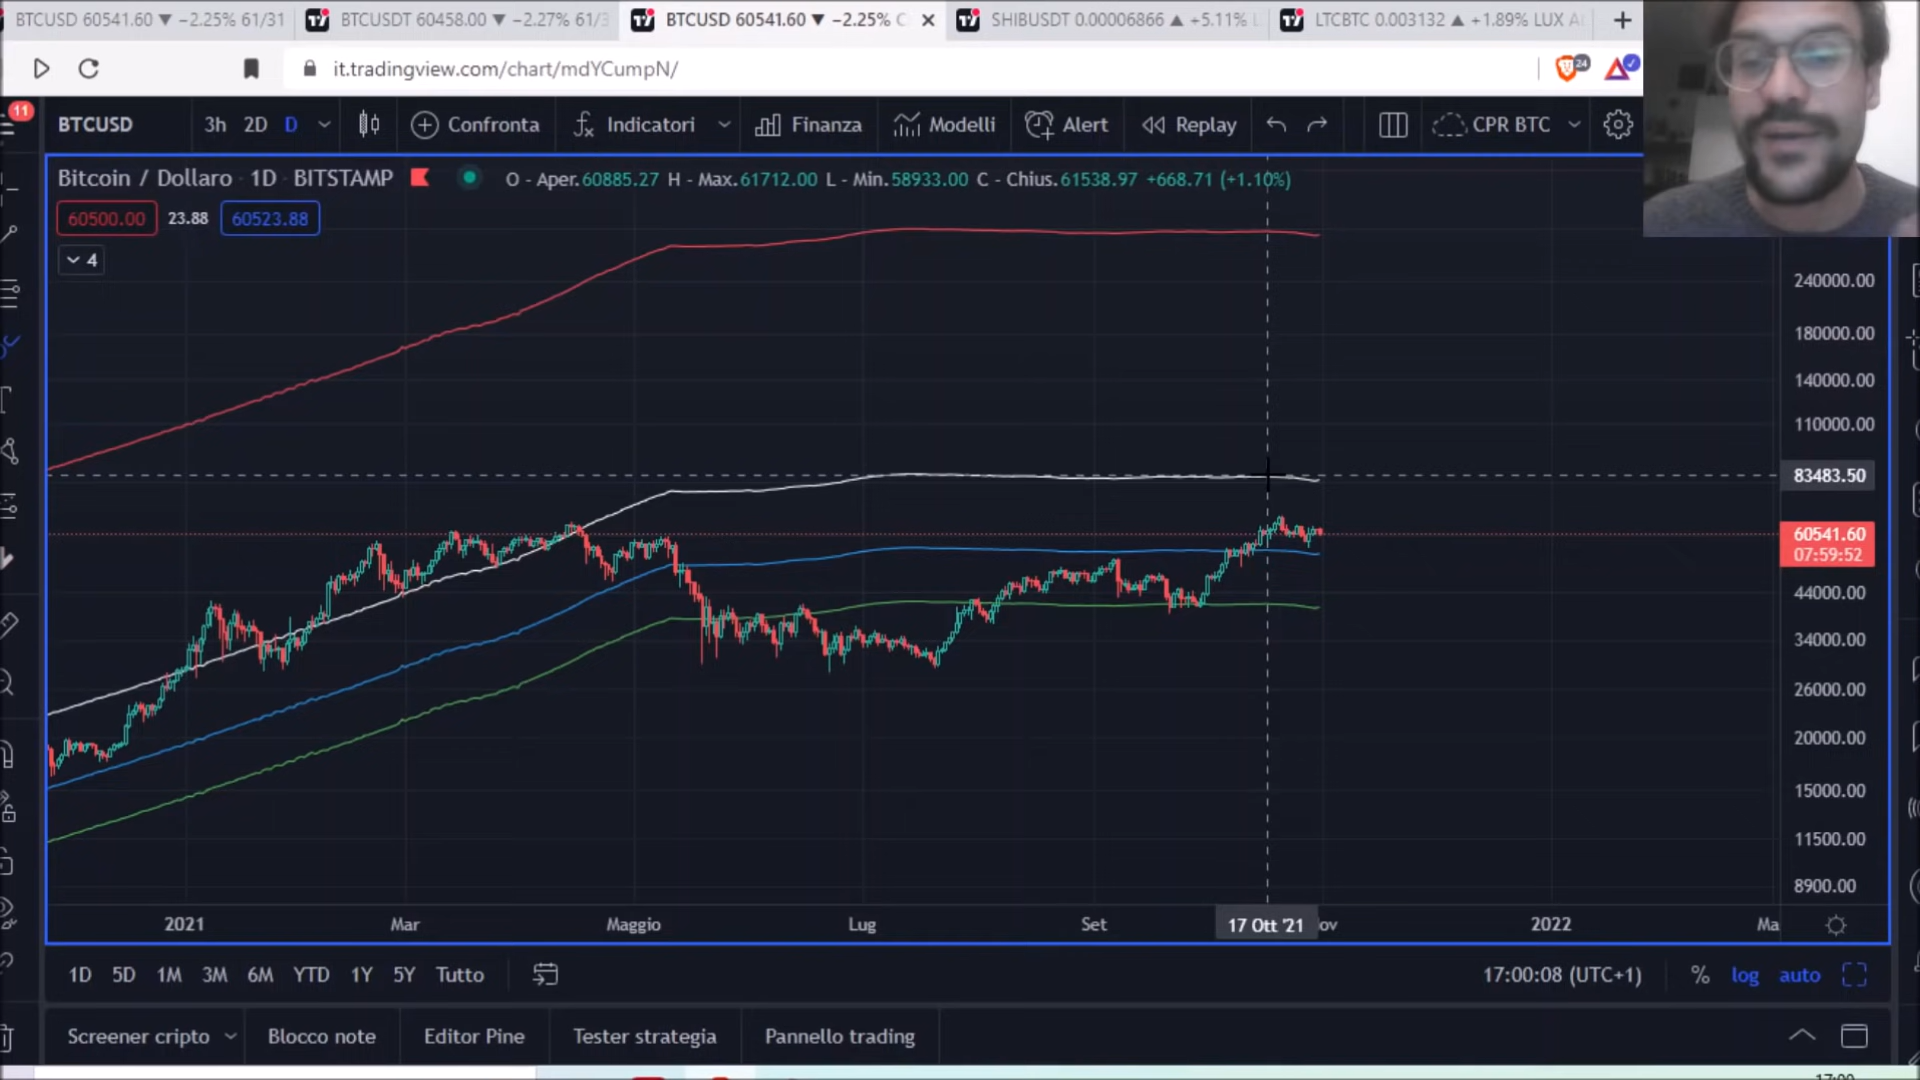 BTCUSD 60541.60 ▼ −2.25% 61/31
BTCUSDT 60458.00 ▼ −2.27% 61/3
BTCUSD 60541.60 ▼ −2.25% C
SHIBUSDT 0.00006866 ▲ +5.11% L
LTCBTC 0.003132 ▲ +1.89% LUX A
it.tradingview.com/chart/mdYCumpN/
24
11
BTCUSD 3h 2D D Confronta Indicatori Finanza Modelli Alert Replay CPR BTC
Bitcoin / Dollaro · 1D · BITSTAMP O - Aper.60885.27 H - Max.61712.00 L - Min.58933.00 C - Chius.61538.97 +668.71 (+1.10%)
60500.00 23.88 60523.88
4
240000.00
180000.00
140000.00
110000.00
83483.50
60541.60
07:59:52
44000.00
34000.00
26000.00
20000.00
15000.00
11500.00
8900.00
2021 Mar Maggio Lug Set 17 Ott '21 ov 2022 Ma
1D 5D 1M 3M 6M YTD 1Y 5Y Tutto 17:00:08 (UTC+1) % log auto
Screener cripto Blocco note Editor Pine Tester strategia Pannello trading